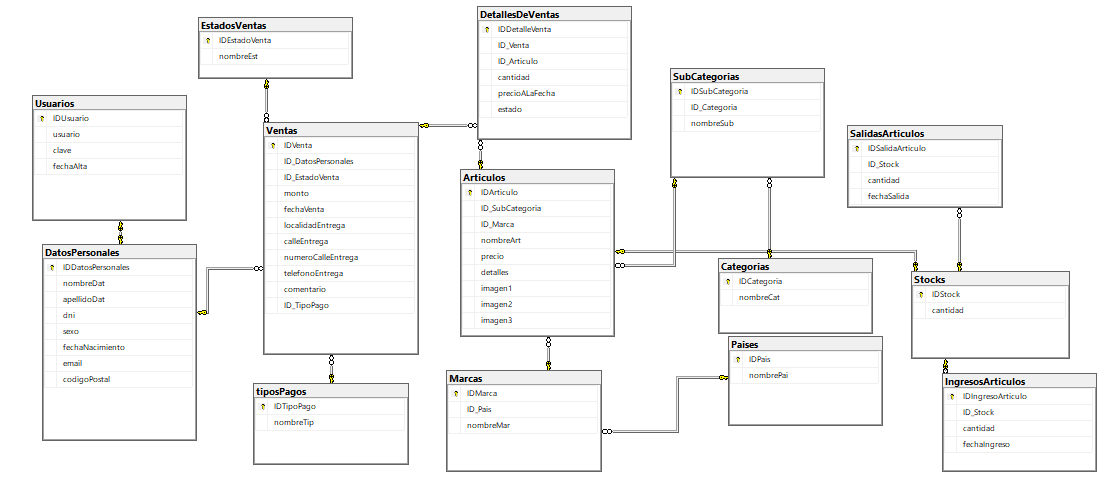 EstadosVentas
IDEstadoVenta
nombreEst
DetallesDeVentas
IDDetalleVenta
ID_Venta
ID_Articulo
cantidad
precioALaFecha
estado
SubCategorias
IDSubCategoria
ID_Categoria
nombreSub
Usuarios
IDUsuario
usuario
clave
fechaAlta
Ventas
IDVenta
ID_DatosPersonales
ID_EstadoVenta
monto
fechaVenta
localidadEntrega
calleEntrega
numeroCalleEntrega
telefonoEntrega
comentario
ID_TipoPago
SalidasArticulos
IDSalidaArticulo
ID_Stock
cantidad
fechaSalida
Articulos
IDArticulo
ID_SubCategoria
ID_Marca
nombreArt
precio
detalles
imagen1
imagen2
imagen3
DatosPersonales
IDDatosPersonales
nombreDat
apellidoDat
dni
sexo
fechaNacimiento
email
codigoPostal
Categorias
IDCategoria
nombreCat
Stocks
IDStock
cantidad
Paises
IDPais
nombrePai
tiposPagos
IDTipoPago
nombreTip
Marcas
IDMarca
ID_Pais
nombreMar
IngresosArticulos
IDIngresoArticulo
ID_Stock
cantidad
fechaIngreso